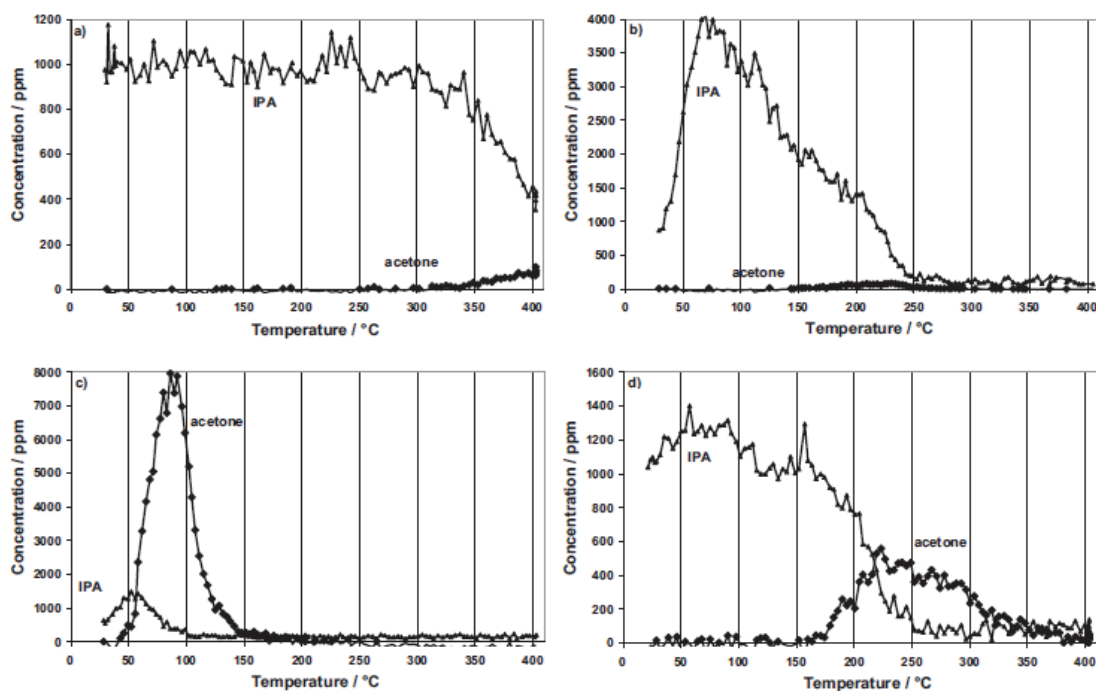 a)
Concentration / ppm
1200
1000
800
600
400
200
0
IPA
acetone
0 50 100 150 200 250 300 350 400
Temperature / °C
b)
Concentration / ppm
4000
3500
3000
2500
2000
1500
1000
500
0
IPA
acetone
0 50 100 150 200 250 300 350 400
Temperature / °C
c)
Concentration / ppm
8000
7000
6000
5000
4000
3000
2000
1000
0
acetone
IPA
0 50 100 150 200 250 300 350 400
Temperature / °C
d)
Concentration / ppm
1600
1400
1200
1000
800
600
400
200
0
IPA
acetone
0 50 100 150 200 250 300 350 400
Temperature / °C